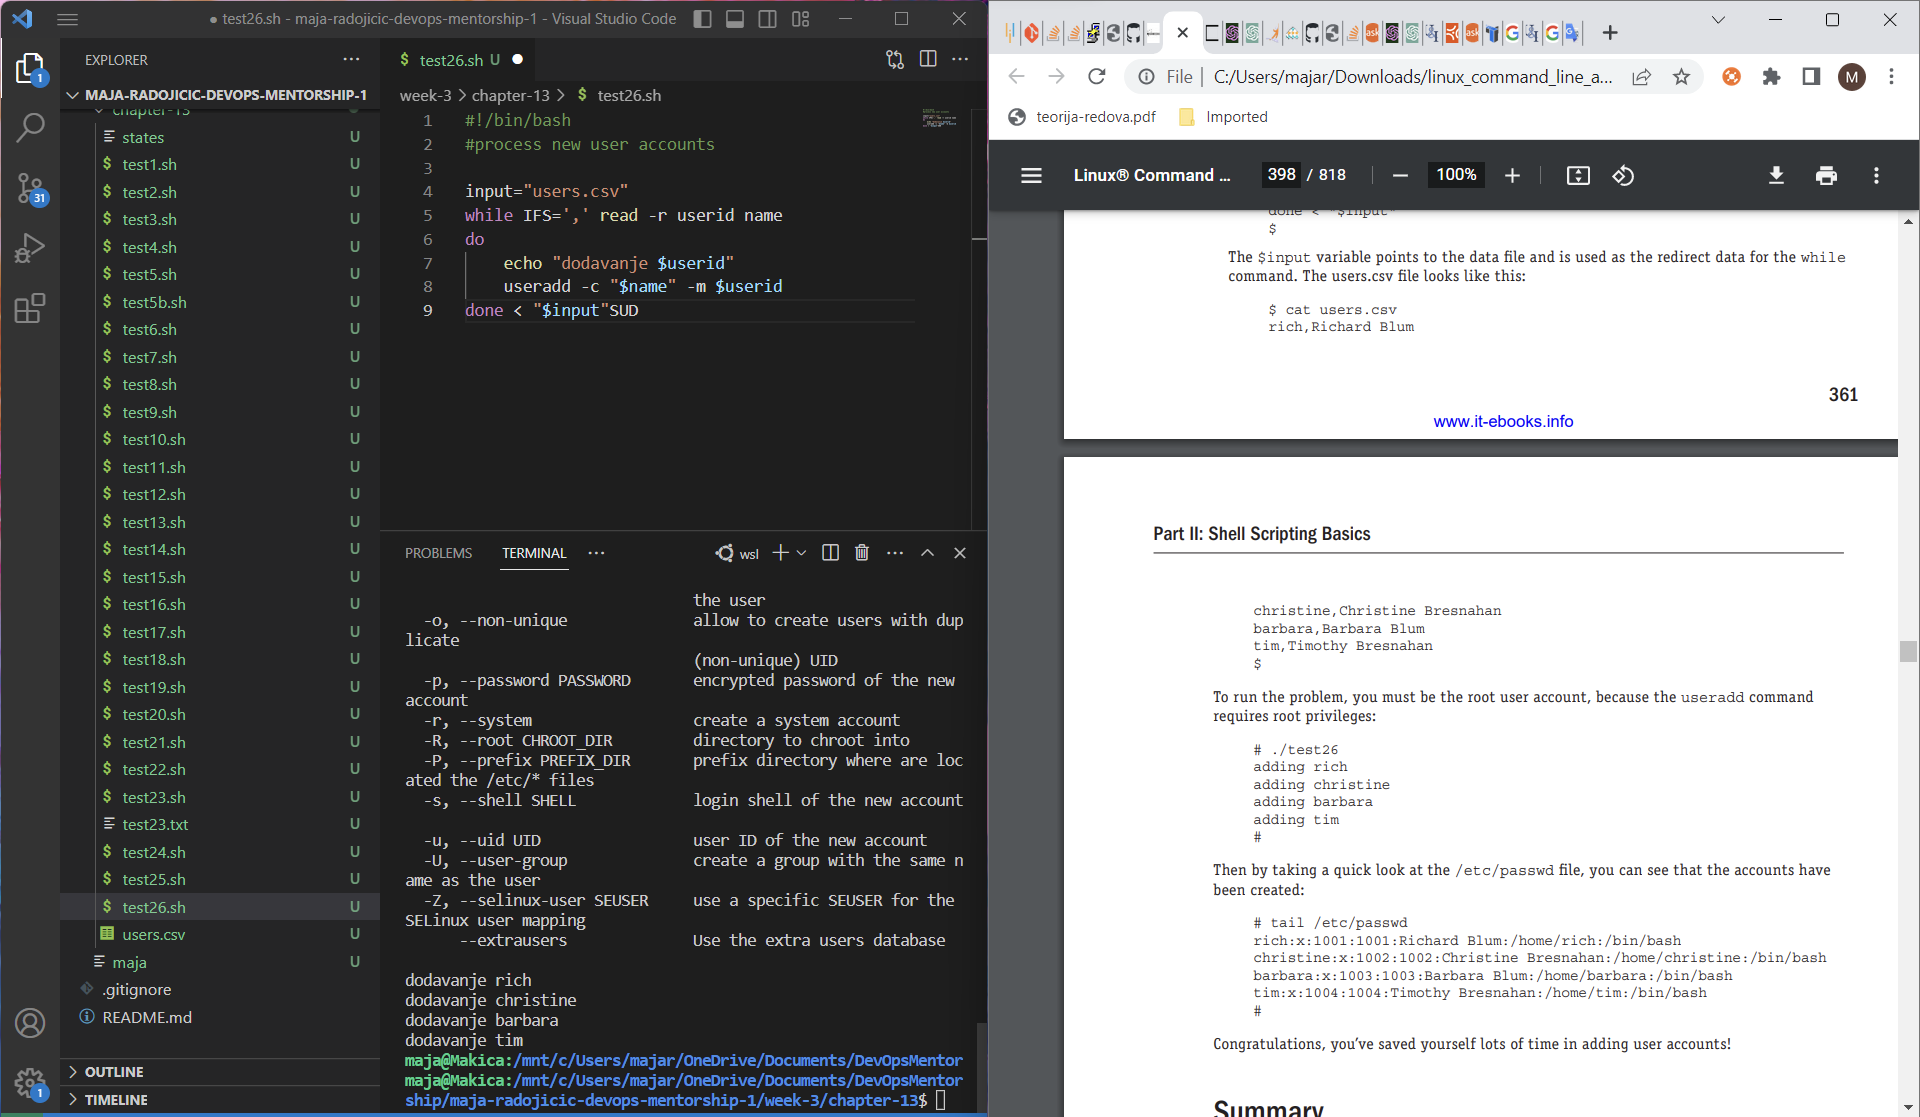 test26.sh - maja-radojicic-devops-mentorship-1 - Visual Studio Code
EXPLORER
MAJA-RADOJICIC-DEVOPS-MENTORSHIP-1
chapter-13
states U
test1.sh U
test2.sh U
test3.sh U
test4.sh U
test5.sh U
test5b.sh U
test6.sh U
test7.sh U
test8.sh U
test9.sh U
test10.sh U
test11.sh U
test12.sh U
test13.sh U
test14.sh U
test15.sh U
test16.sh U
test17.sh U
test18.sh U
test19.sh U
test20.sh U
test21.sh U
test22.sh U
test23.sh U
test23.txt U
test24.sh U
test25.sh U
test26.sh U
users.csv U
maja U
.gitignore
README.md
OUTLINE
TIMELINE
1
31
1
$ test26.sh U
week-3 > chapter-13 > $ test26.sh
1 #!/bin/bash
2 #process new user accounts
3
4 input="users.csv"
5 while IFS=',' read -r userid name
6 do
7 echo "dodavanje $userid"
8 useradd -c "$name" -m $userid
9 done < "$input"SUD
PROBLEMS TERMINAL
wsl
the user
-o, --non-unique allow to create users with dup
licate
(non-unique) UID
-p, --password PASSWORD encrypted password of the new
account
-r, --system create a system account
-R, --root CHROOT_DIR directory to chroot into
-P, --prefix PREFIX_DIR prefix directory where are loc
ated the /etc/* files
-s, --shell SHELL login shell of the new account
-u, --uid UID user ID of the new account
-U, --user-group create a group with the same n
ame as the user
-Z, --selinux-user SEUSER use a specific SEUSER for the
SELinux user mapping
--extrausers Use the extra users database
dodavanje rich
dodavanje christine
dodavanje barbara
dodavanje tim
maja@Makica:/mnt/c/Users/majar/OneDrive/Documents/DevOpsMentor
maja@Makica:/mnt/c/Users/majar/OneDrive/Documents/DevOpsMentor
ship/maja-radojicic-devops-mentorship-1/week-3/chapter-13$
File | C:/Users/majar/Downloads/linux_command_line_a...
M
teorija-redova.pdf
Imported
Linux® Command ...
398 / 818
100%
done < "$input"
$
The $input variable points to the data file and is used as the redirect data for the while
command. The users.csv file looks like this:
$ cat users.csv
rich,Richard Blum
361
www.it-ebooks.info
Part II: Shell Scripting Basics
christine,Christine Bresnahan
barbara,Barbara Blum
tim,Timothy Bresnahan
$
To run the problem, you must be the root user account, because the useradd command
requires root privileges:
# ./test26
adding rich
adding christine
adding barbara
adding tim
#
Then by taking a quick look at the /etc/passwd file, you can see that the accounts have
been created:
# tail /etc/passwd
rich:x:1001:1001:Richard Blum:/home/rich:/bin/bash
christine:x:1002:1002:Christine Bresnahan:/home/christine:/bin/bash
barbara:x:1003:1003:Barbara Blum:/home/barbara:/bin/bash
tim:x:1004:1004:Timothy Bresnahan:/home/tim:/bin/bash
#
Congratulations, you've saved yourself lots of time in adding user accounts!
Summary